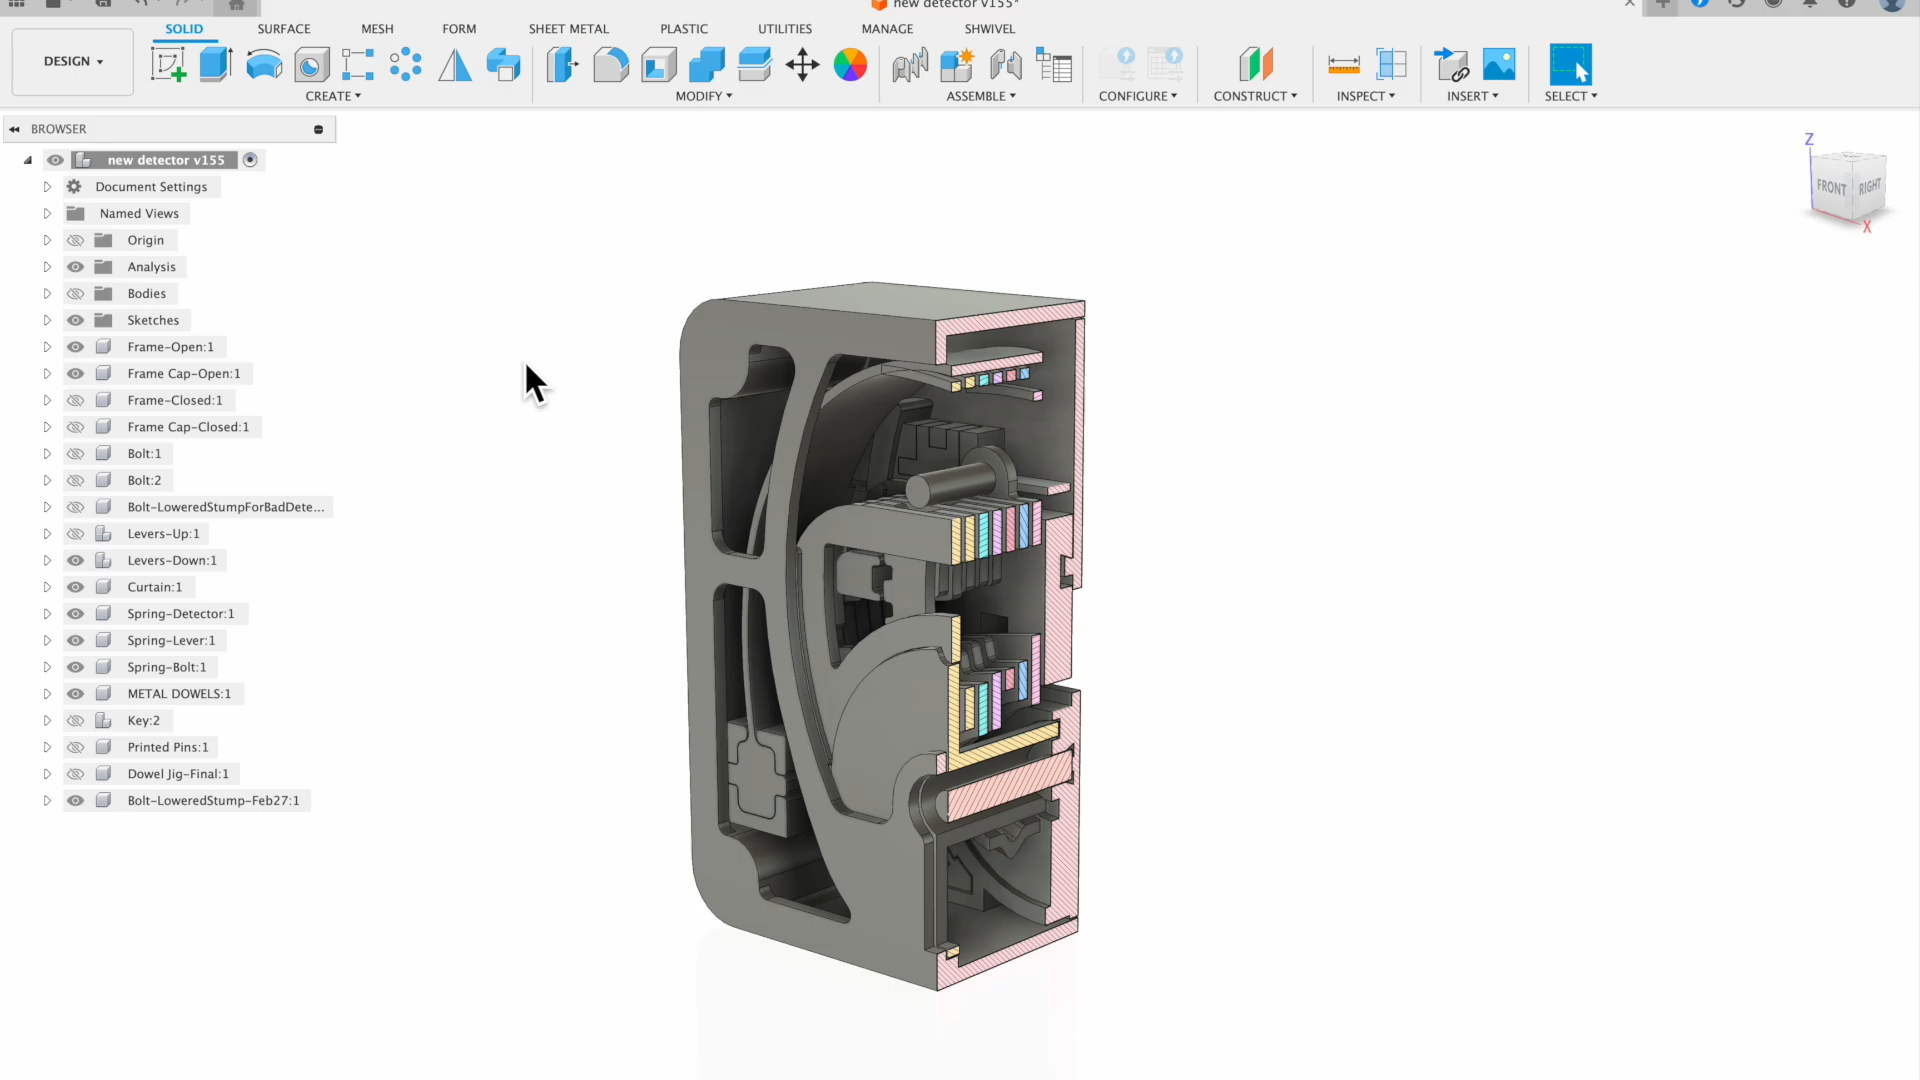 new detector v155*
DESIGN
SOLID
SURFACE
MESH
FORM
SHEET METAL
PLASTIC
UTILITIES
MANAGE
SHWIVEL
CREATE
MODIFY
ASSEMBLE
CONFIGURE
CONSTRUCT
INSPECT
INSERT
SELECT
BROWSER
new detector v155
Document Settings
Named Views
Origin
Analysis
Bodies
Sketches
Frame-Open:1
Frame Cap-Open:1
Frame-Closed:1
Frame Cap-Closed:1
Bolt:1
Bolt:2
Bolt-LoweredStumpForBadDete...
Levers-Up:1
Levers-Down:1
Curtain:1
Spring-Detector:1
Spring-Lever:1
Spring-Bolt:1
METAL DOWELS:1
Key:2
Printed Pins:1
Dowel Jig-Final:1
Bolt-LoweredStump-Feb27:1
Z
FRONT
RIGHT
X